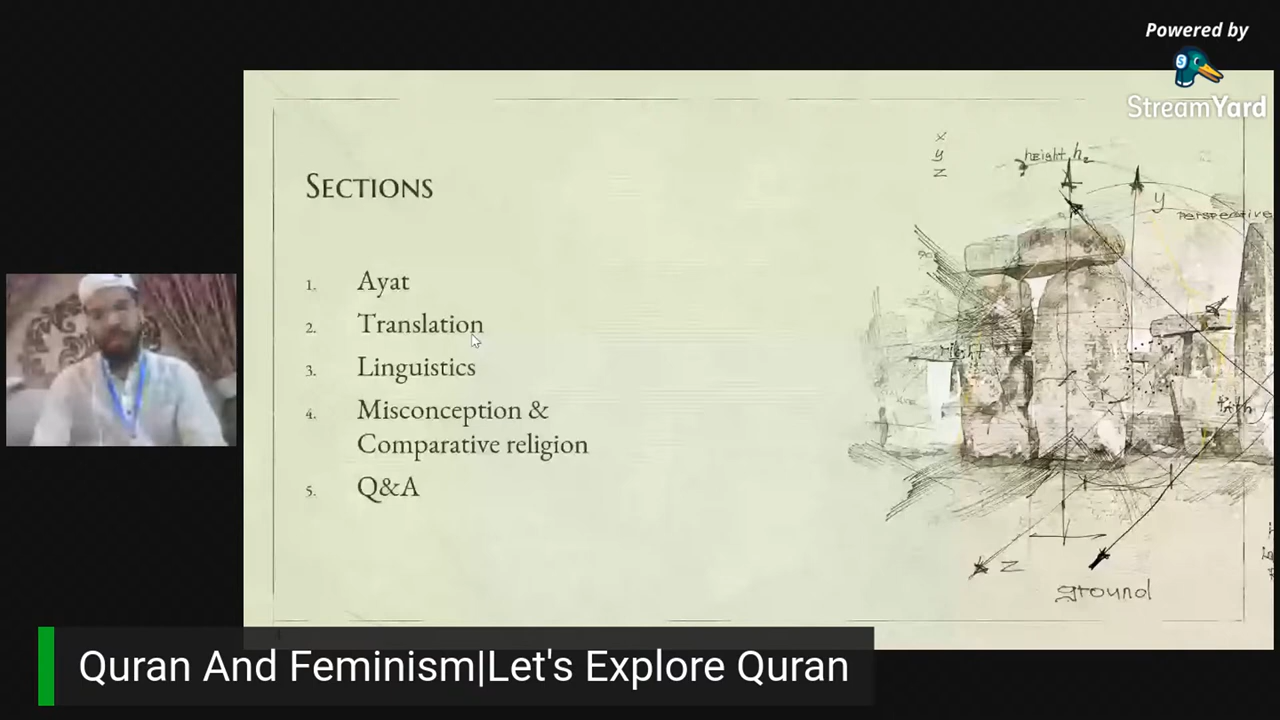 Powered by
StreamYard
SECTIONS
1. Ayat
2. Translation
3. Linguistics
4. Misconception &
Comparative religion
5. Q&A
x
y
z
height h₂
y
perspective
Z
ground
Quran And Feminism|Let's Explore Quran